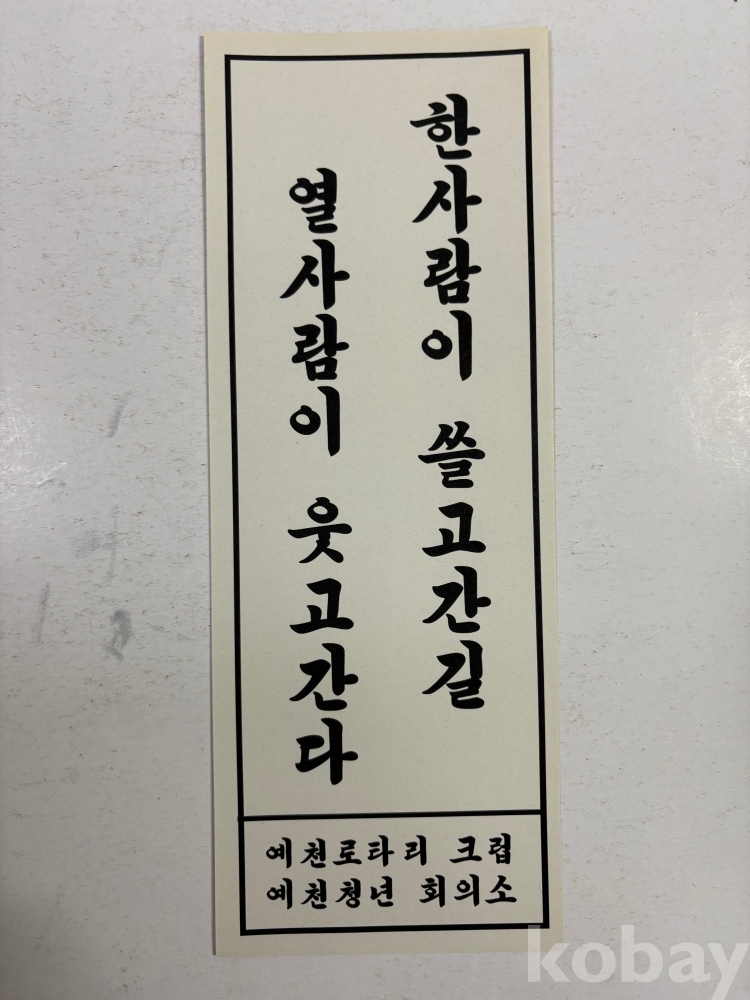 한사람이 쓸고간길
열사람이 웃고간다
예천로타리 크럽
예천청년 회의소
kobay